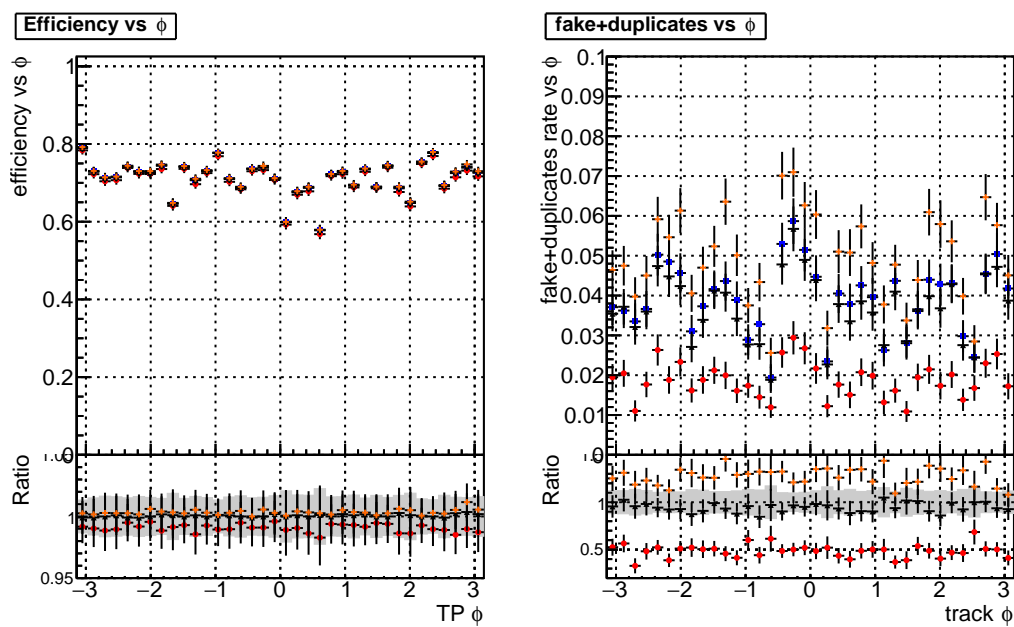 Efficiency vs ϕ
efficiency vs ϕ
1
0.8
0.6
0.4
0.2
0
Ratio
1
0.95
−3 −2 −1 0 1 2 3
TP ϕ
fake+duplicates vs ϕ
fake+duplicates rate vs ϕ
0.1
0.09
0.08
0.07
0.06
0.05
0.04
0.03
0.02
0.01
0
Ratio
1
0.5
−3 −2 −1 0 1 2 3
track ϕ